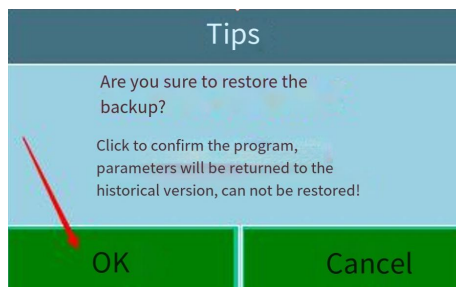 Tips
Are you sure to restore the
backup?
Click to confirm the program,
parameters will be returned to the
historical version, can not be restored!
OK
Cancel